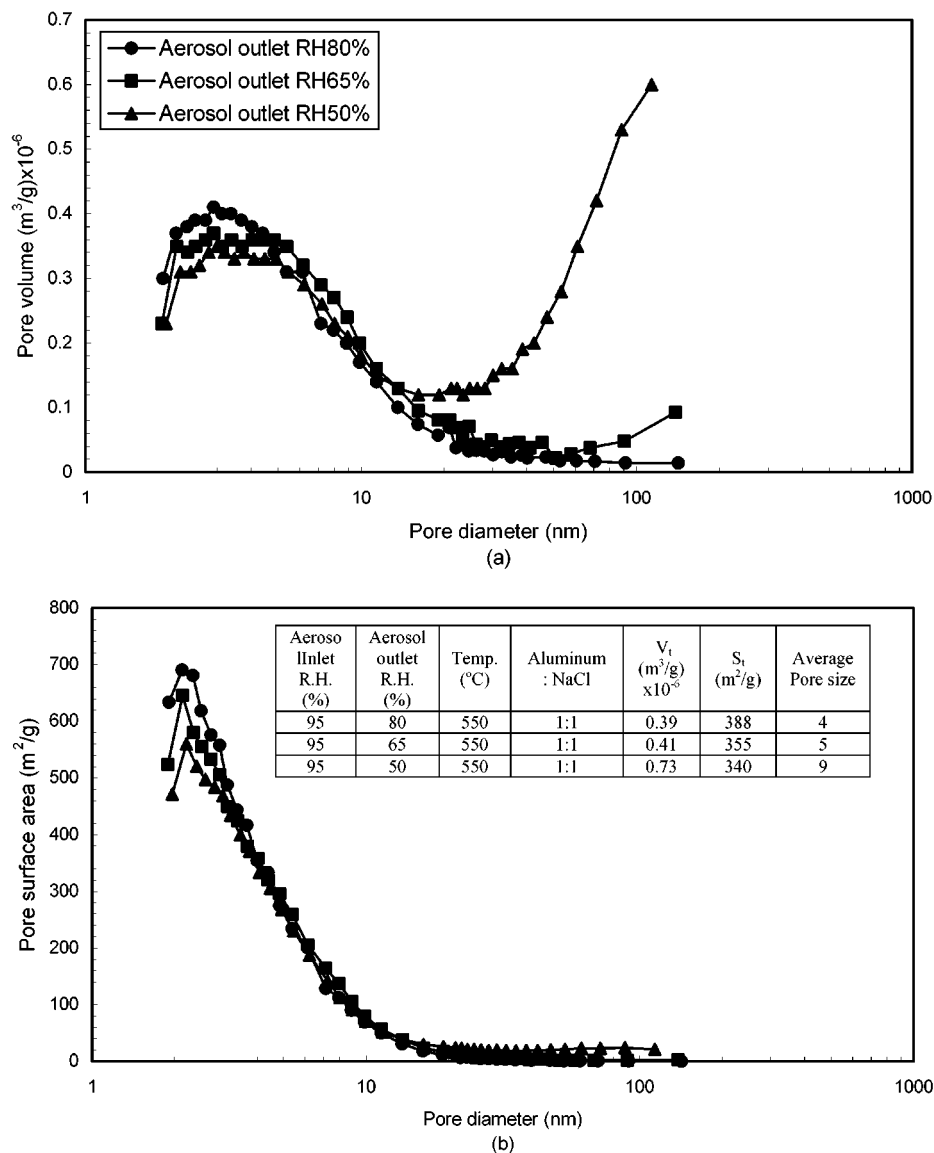 0.7
0.6
0.5
0.4
0.3
0.2
0.1
0
Pore volume (m³/g)x10⁻⁶
Aerosol outlet RH80%
Aerosol outlet RH65%
Aerosol outlet RH50%
1 10 100 1000
Pore diameter (nm)
(a)
800
700
600
500
400
300
200
100
0
Pore surface area (m²/g)
Aeroso Aerosol Vₜ
lInlet outlet Temp. Aluminum (m³/g) Sₜ Average
R.H. R.H. (°C) : NaCl x10⁻⁶ (m²/g) Pore size
(%) (%)
95 80 550 1:1 0.39 388 4
95 65 550 1:1 0.41 355 5
95 50 550 1:1 0.73 340 9
1 10 100 1000
Pore diameter (nm)
(b)